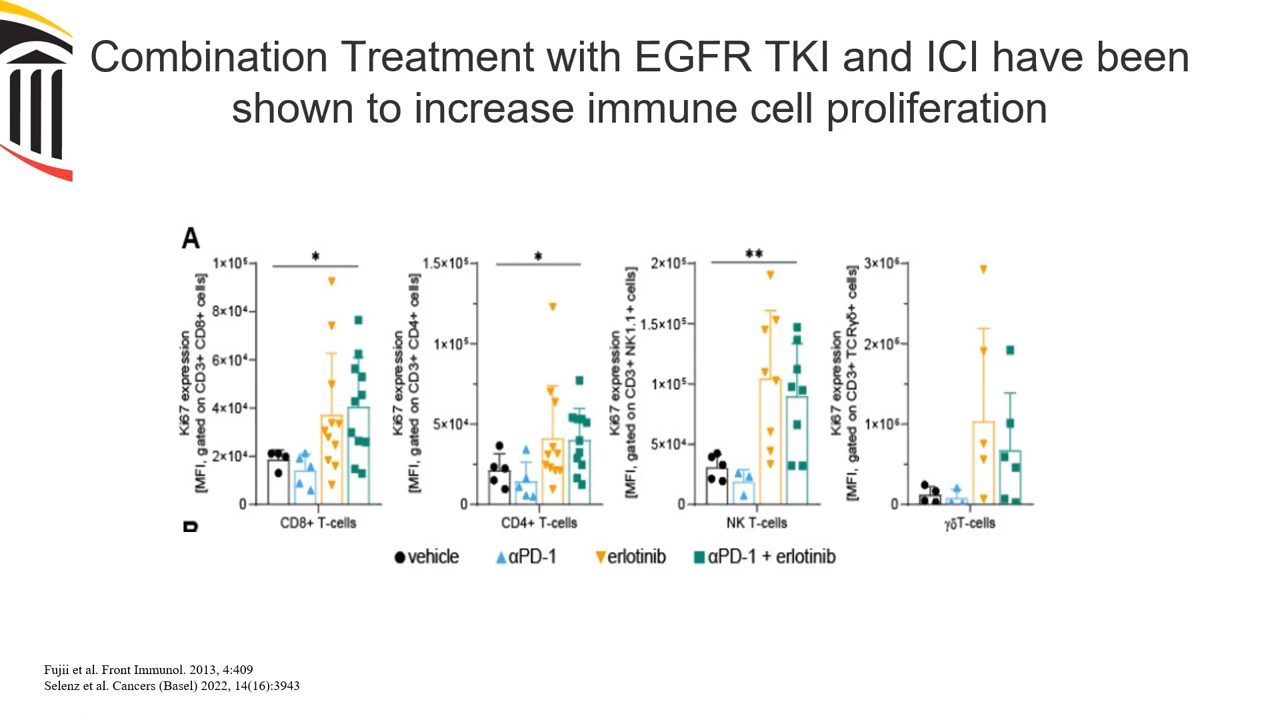 Combination Treatment with EGFR TKI and ICI have been
shown to increase immune cell proliferation
A
*
1×10⁵
8×10⁴
6×10⁴
4×10⁴
2×10⁴
0
Ki67 expression
[MFI, gated on CD3+ CD8+ cells]
CD8+ T-cells
*
1.5×10⁵
1×10⁵
5×10⁴
0
Ki67 expression
[MFI, gated on CD3+ CD4+ cells]
CD4+ T-cells
**
2×10⁵
1.5×10⁵
1×10⁵
5×10⁴
0
Ki67 expression
[MFI, gated on CD3+ NK1.1+ cells]
NK T-cells
3×10⁶
2×10⁶
1×10⁶
0
Ki67 expression
[MFI, gated on CD3+ TCRγδ+ cells]
γδT-cells
vehicle αPD-1 erlotinib αPD-1 + erlotinib
Fujii et al. Front Immunol. 2013, 4:409
Selenz et al. Cancers (Basel) 2022, 14(16):3943